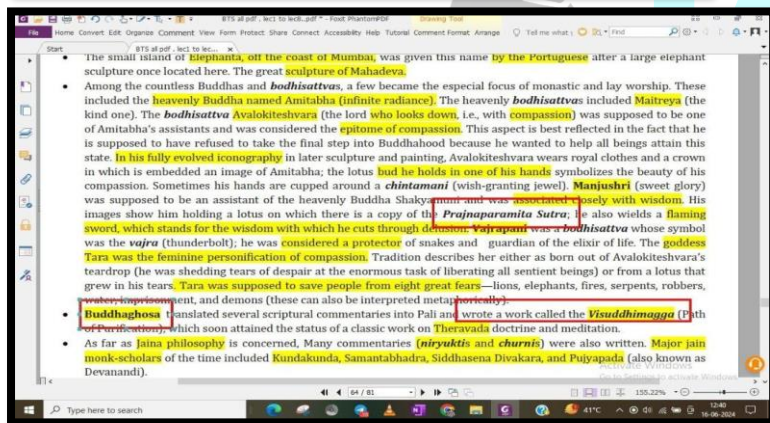 BTS all pdf . lec1 to lec8..pdf * - Foxit PhantomPDF
Drawing Tool
File Home Convert Edit Organize Comment View Form Protect Share Connect Accessibility Help Tutorial Comment Format Arrange Tell me what Find
Start BTS all pdf . lec1 to lec...
The small island of Elephanta, off the coast of Mumbai, was given this name by the Portuguese after a large elephant
sculpture once located here. The great sculpture of Mahadeva.
• Among the countless Buddhas and bodhisattvas, a few became the especial focus of monastic and lay worship. These
included the heavenly Buddha named Amitabha (infinite radiance). The heavenly bodhisattvas included Maitreya (the
kind one). The bodhisattva Avalokiteshvara (the lord who looks down, i.e., with compassion) was supposed to be one
of Amitabha's assistants and was considered the epitome of compassion. This aspect is best reflected in the fact that he
is supposed to have refused to take the final step into Buddhahood because he wanted to help all beings attain this
state. In his fully evolved iconography in later sculpture and painting, Avalokiteshvara wears royal clothes and a crown
in which is embedded an image of Amitabha; the lotus bud he holds in one of his hands symbolizes the beauty of his
compassion. Sometimes his hands are cupped around a chintamani (wish-granting jewel). Manjushri (sweet glory)
was supposed to be an assistant of the heavenly Buddha Shakyamuni and was associated closely with wisdom. His
images show him holding a lotus on which there is a copy of the Prajnaparamita Sutra; he also wields a flaming
sword, which stands for the wisdom with which he cuts through delusion. Vajrapani was a bodhisattva whose symbol
was the vajra (thunderbolt); he was considered a protector of snakes and guardian of the elixir of life. The goddess
Tara was the feminine personification of compassion. Tradition describes her either as born out of Avalokiteshvara's
teardrop (he was shedding tears of despair at the enormous task of liberating all sentient beings) or from a lotus that
grew in his tears. Tara was supposed to save people from eight great fears—lions, elephants, fires, serpents, robbers,
water, imprisonment, and demons (these can also be interpreted metaphorically).
• Buddhaghosa translated several scriptural commentaries into Pali and wrote a work called the Visuddhimagga (Path
of Purification), which soon attained the status of a classic work on Theravada doctrine and meditation.
• As far as Jaina philosophy is concerned, Many commentaries (niryuktis and churnis) were also written. Major jain
monk-scholars of the time included Kundakunda, Samantabhadra, Siddhasena Divakara, and Pujyapada (also known as
Devanandi).
Activate Windows
Go to Settings to activate Windows
64 / 81
155.22%
Type here to search
41°C
12:40
16-06-2024